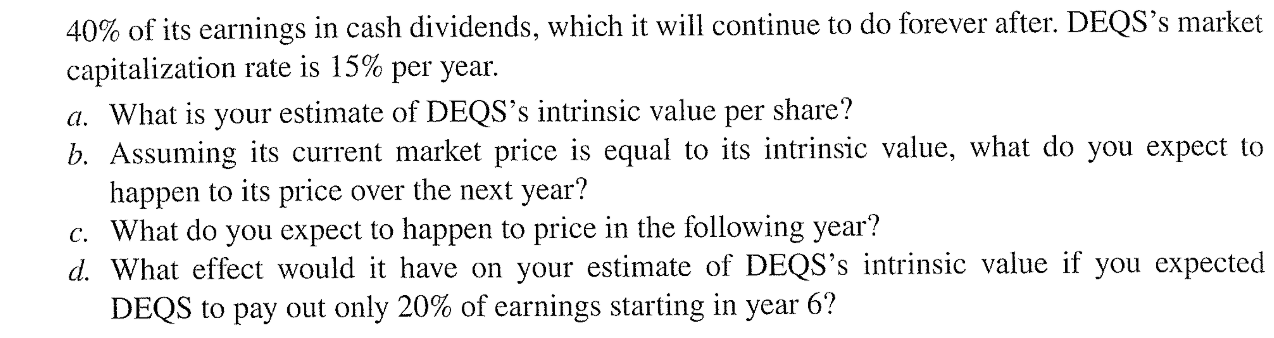 40% of its earnings in cash dividends, which it will continue to do forever after. DEQS’s market
capitalization rate is 15% per year.
a. What is your estimate of DEQS’s intrinsic value per share?
b. Assuming its current market price is equal to its intrinsic value, what do you expect to
happen to its price over the next year?
c. What do you expect to happen to price in the following year?
d. What effect would it have on your estimate of DEQS’s intrinsic value if you expected
DEQS to pay out only 20% of earnings starting in year 6?